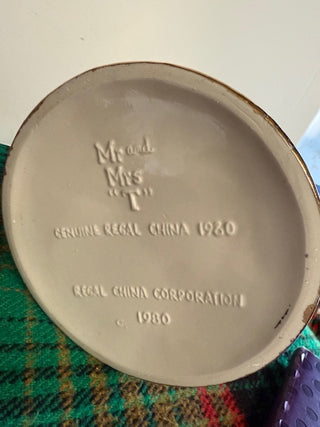 Mr and
Mrs
"T"
GENUINE REGAL CHINA 1980
REGAL CHINA CORPORATION
c 1980